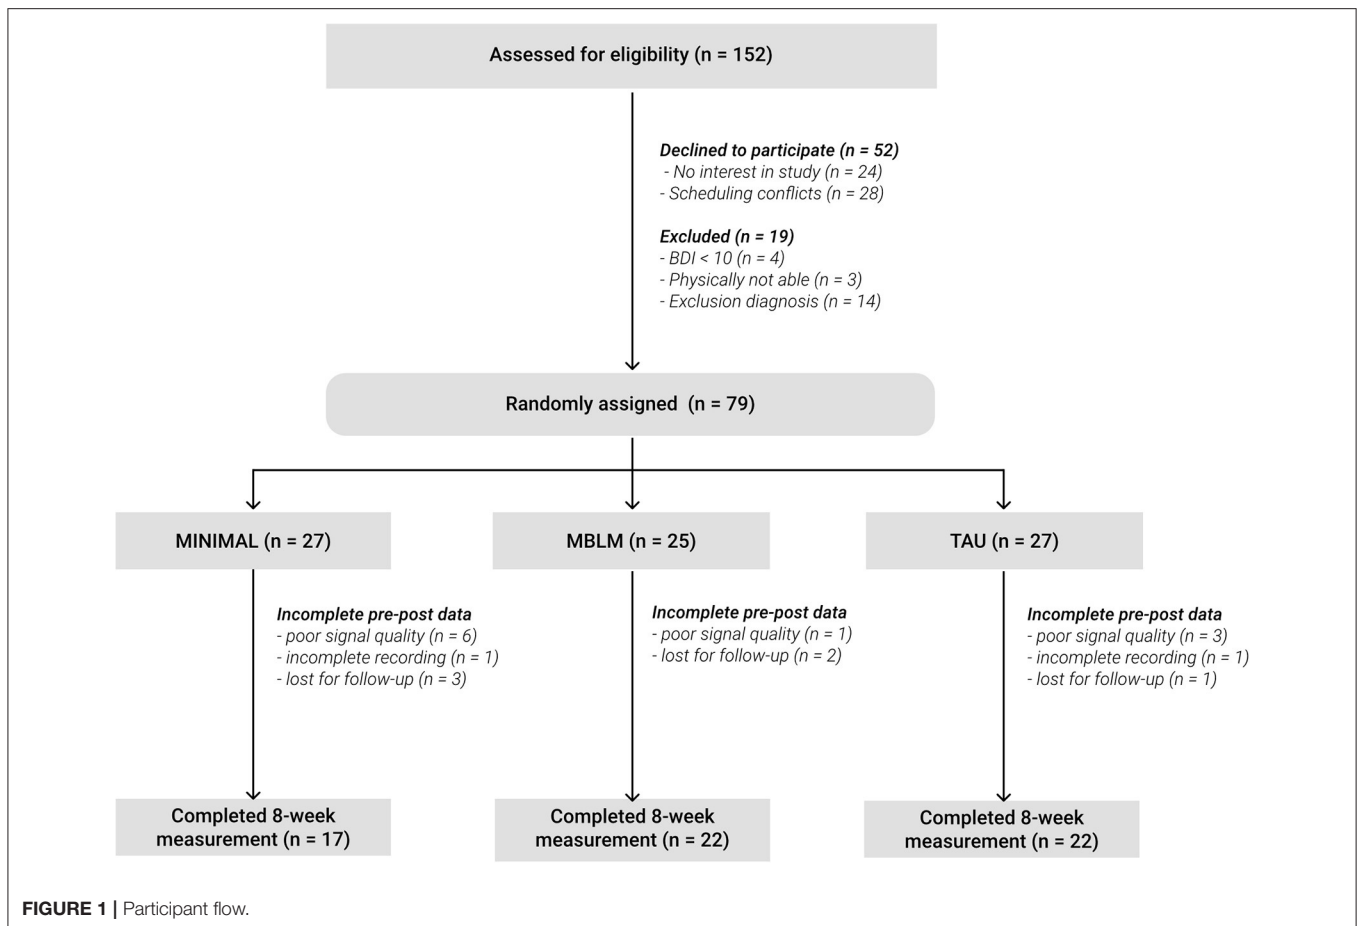 Assessed for eligibility (n = 152)
Declined to participate (n = 52)
- No interest in study (n = 24)
- Scheduling conflicts (n = 28)
Excluded (n = 19)
- BDI < 10 (n = 4)
- Physically not able (n = 3)
- Exclusion diagnosis (n = 14)
Randomly assigned (n = 79)
MINIMAL (n = 27)
MBLM (n = 25)
TAU (n = 27)
Incomplete pre-post data
- poor signal quality (n = 6)
- incomplete recording (n = 1)
- lost for follow-up (n = 3)
Incomplete pre-post data
- poor signal quality (n = 1)
- lost for follow-up (n = 2)
Incomplete pre-post data
- poor signal quality (n = 3)
- incomplete recording (n = 1)
- lost for follow-up (n = 1)
Completed 8-week
measurement (n = 17)
Completed 8-week
measurement (n = 22)
Completed 8-week
measurement (n = 22)
FIGURE 1 | Participant flow.